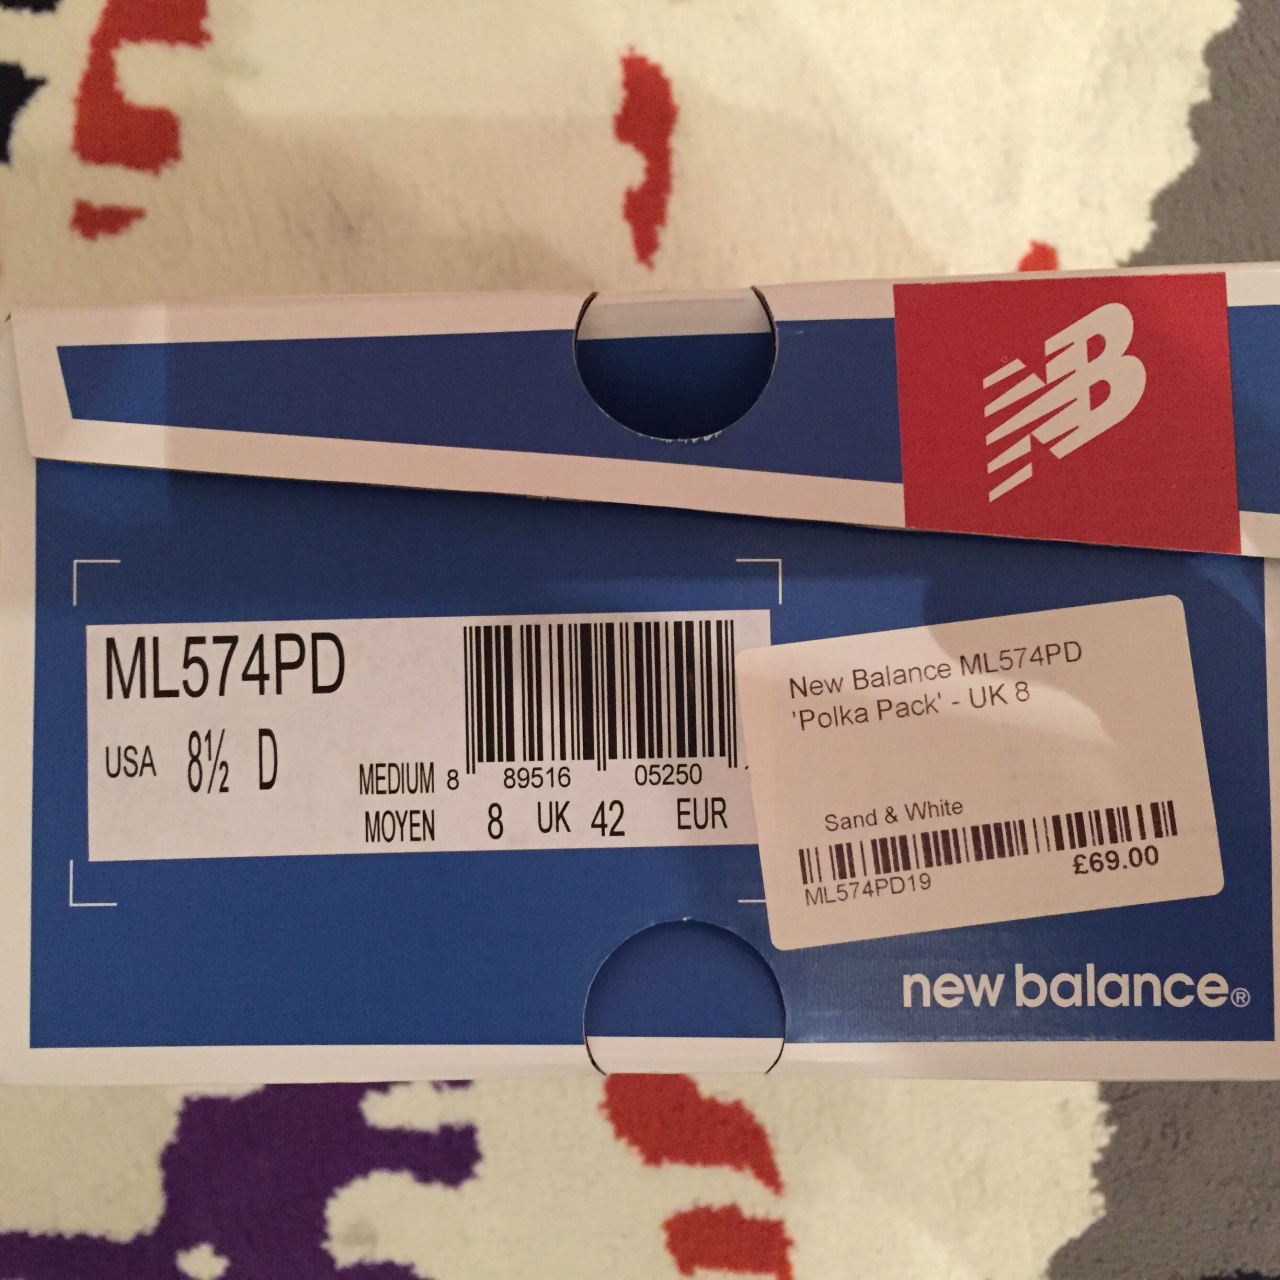 NB
ML574PD
USA 8½ D
MEDIUM 8 89516 05250
MOYEN 8 UK 42 EUR
New Balance ML574PD
'Polka Pack' - UK 8
Sand & White
£69.00
ML574PD19
new balance®